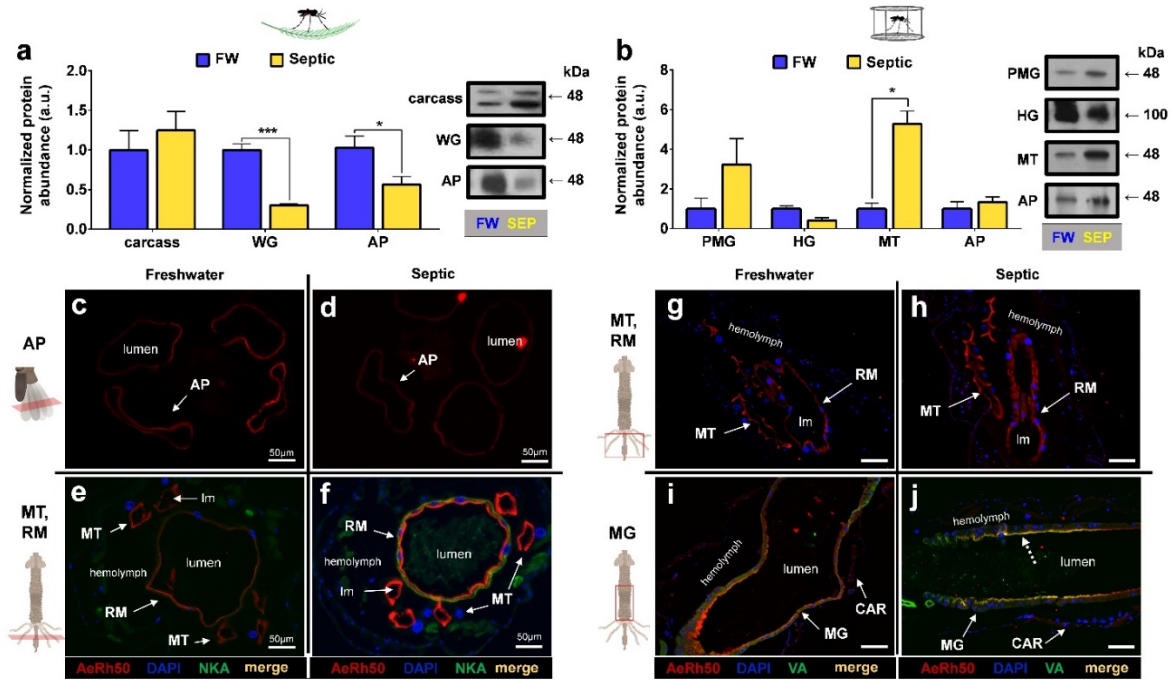 a
FW Septic
Normalized protein
abundance (a.u.)
2.0
1.5
1.0
0.5
0.0
***
*
carcass WG AP
kDa
carcass ← 48
WG ← 48
AP ← 48
FW SEP
b
FW Septic
Normalized protein
abundance (a.u.)
8
6
4
2
0
*
PMG HG MT AP
kDa
PMG ← 48
HG ← 100
MT ← 48
AP ← 48
FW SEP
Freshwater Septic
AP
c
lumen
AP
50µm
d
lumen
AP
50µm
MT,
RM
e
lm
MT
hemolymph
lumen
RM
MT
50µm
f
RM
lumen
hemolymph
lm
MT
50µm
AeRh50 DAPI NKA merge
AeRh50 DAPI NKA merge
Freshwater Septic
MT,
RM
g
hemolymph
RM
lm
MT
h
hemolymph
RM
MT
lm
MG
i
hemolymph
lumen
CAR
MG
j
hemolymph
lumen
MG
CAR
AeRh50 DAPI VA merge
AeRh50 DAPI VA merge